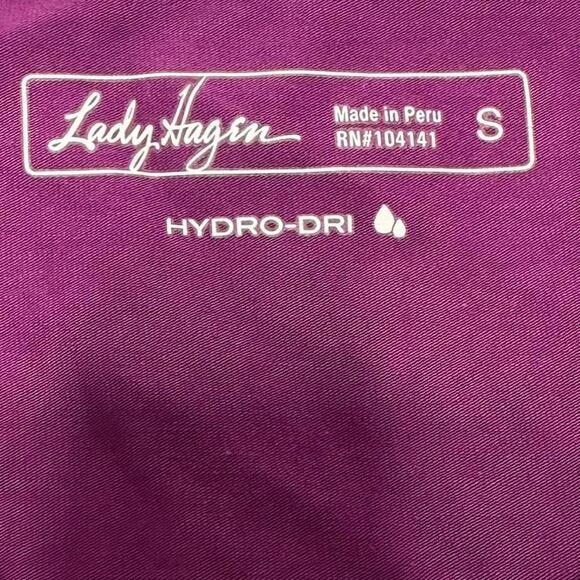 Lady Hagen
Made in Peru
RN#104141
S
HYDRO-DRI